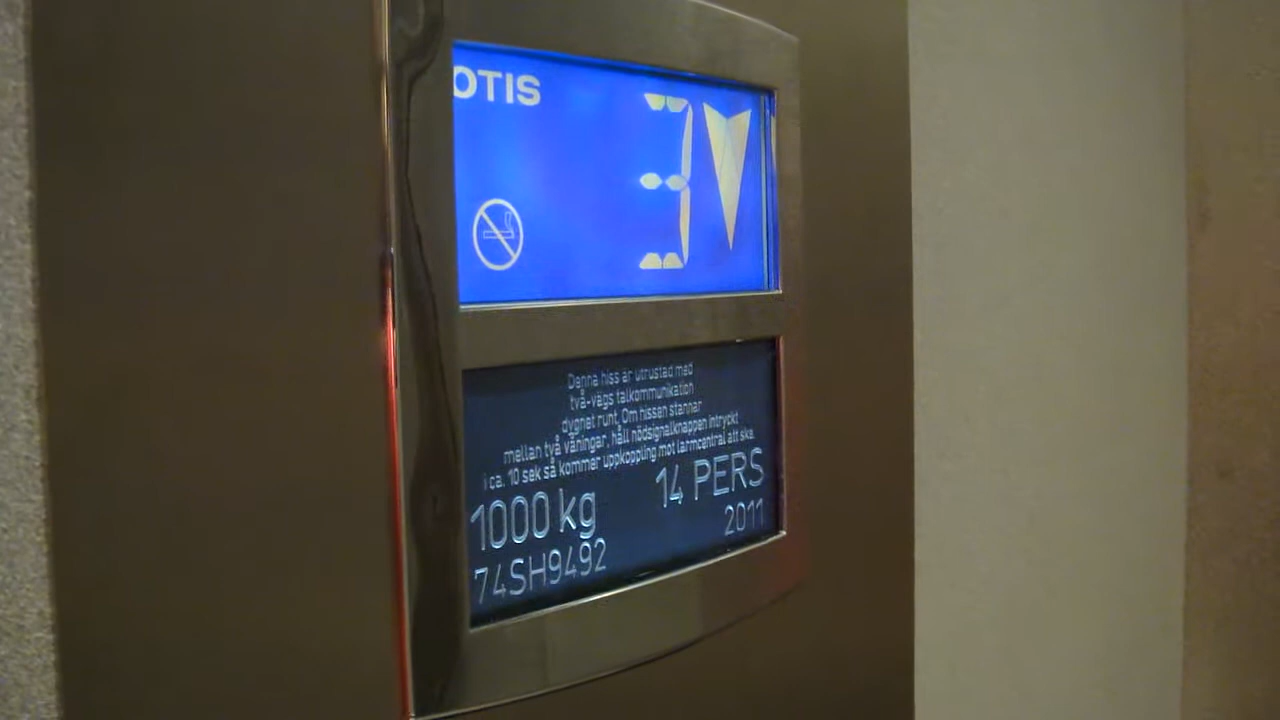 OTIS
3
Denna hiss är utrustad med
två-vägs talkommunikation
dygnet runt. Om hissen stannar
mellan två våningar, håll nödsignalknappen intryckt
i ca. 10 sek så kommer uppkoppling mot larmcentral att ske.
1000 kg 14 PERS
74SH9492 2011